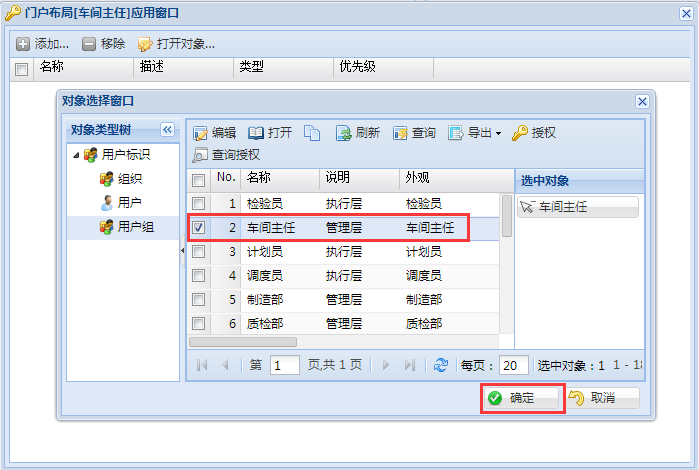 门户布局[车间主任]应用窗口
添加... 移除 打开对象...
名称 描述 类型 优先级
对象选择窗口
对象类型树
用户标识
组织
用户
用户组
编辑 打开 刷新 查询 导出 授权
查询授权
No. 名称 说明 外观
1 检验员 执行层 检验员
2 车间主任 管理层 车间主任
3 计划员 执行层 计划员
4 调度员 执行层 调度员
5 制造部 管理层 制造部
6 质检部 管理层 质检部
选中对象
车间主任
第 1 页,共 1 页 每页： 20 选中对象：1 1 - 18
确定 取消